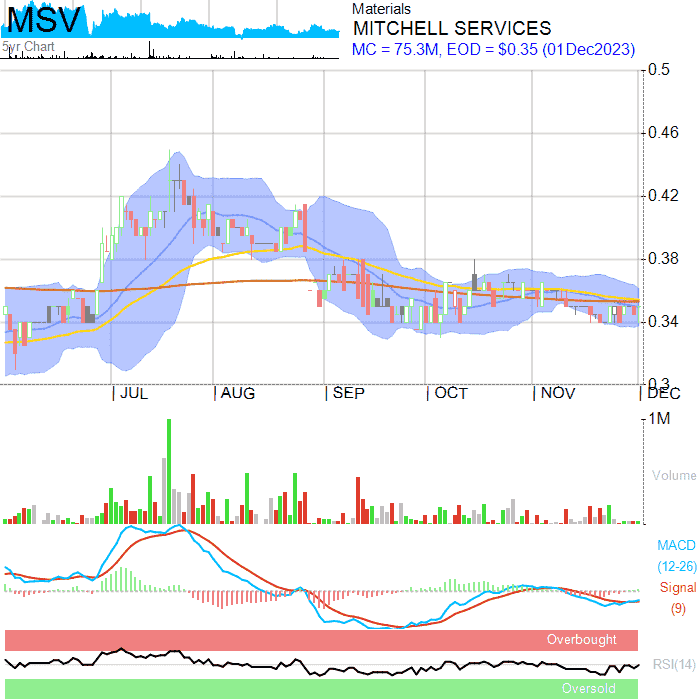 MSV
5yr Chart
Materials
MITCHELL SERVICES
MC = 75.3M, EOD = $0.35 (01Dec2023)
0.5
0.46
0.42
0.38
0.34
0.3
JUL
AUG
SEP
OCT
NOV
DEC
1M
Volume
MACD
(12-26)
Signal
(9)
Overbought
RSI(14)
Oversold